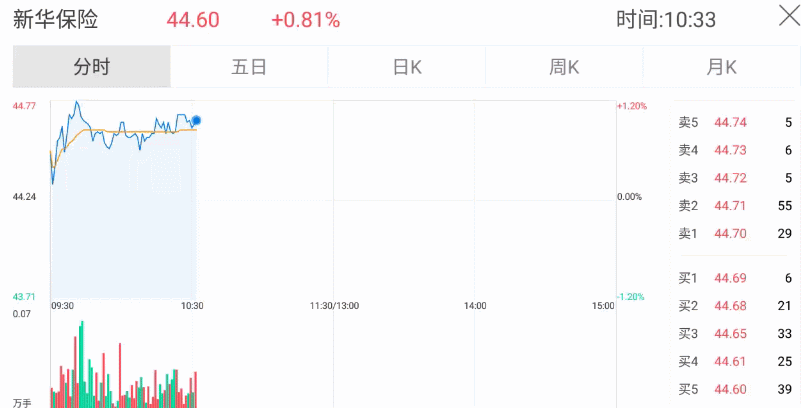 新华保险 44.60 +0.81% 时间:10:33
分时 五日 日K 周K 月K
44.77 +1.20%
44.24 0.00%
43.71 -1.20%
09:30 10:30 11:30/13:00 14:00 15:00
0.07
万手
卖5 44.74 5
卖4 44.73 6
卖3 44.72 5
卖2 44.71 55
卖1 44.70 29
买1 44.69 6
买2 44.68 21
买3 44.65 33
买4 44.61 25
买5 44.60 39